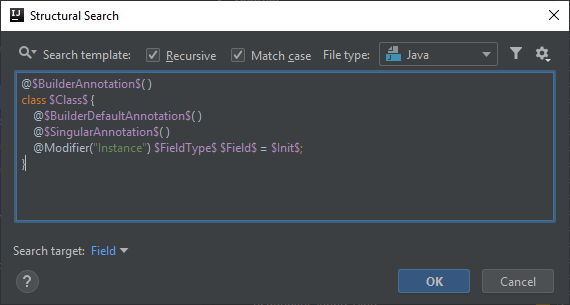 Structural Search
Search template: Recursive Match case File type: Java
@$BuilderAnnotation$( )
class $Class$ {
@$BuilderDefaultAnnotation$( )
@$SingularAnnotation$( )
@Modifier("Instance") $FieldType$ $Field$ = $Init$;
}
Search target: Field
? OK Cancel